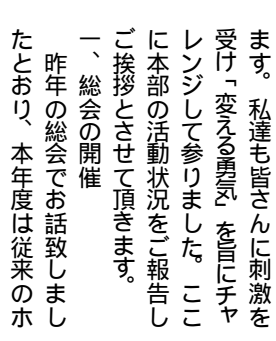 ます。私達も皆さんに刺激を
受け「変える勇気」を旨にチャ
レンジして参りました。ここ
に本部の活動状況をご報告し
ご挨拶とさせて頂きます。
一、総会の開催
昨年の総会でお話致しまし
たとおり、本年度は従来のホ